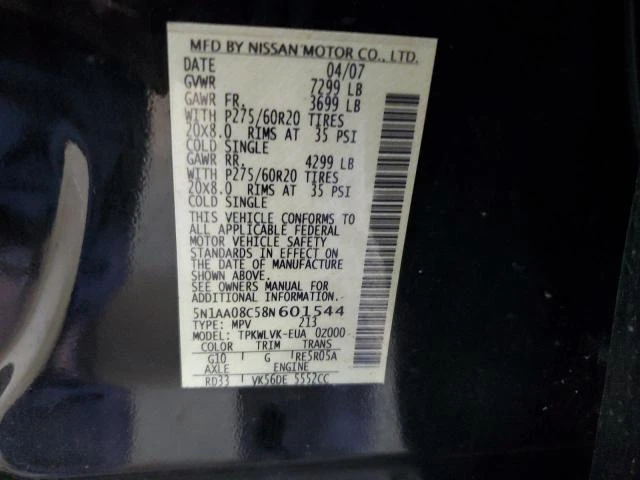 MFD BY NISSAN MOTOR CO., LTD.
DATE 04/07
GVWR 7299 LB
GAWR FR. 3699 LB
WITH P275/60R20 TIRES
20X8.0 RIMS AT 35 PSI
COLD SINGLE
GAWR RR. 4299 LB
WITH P275/60R20 TIRES
20X8.0 RIMS AT 35 PSI
COLD SINGLE
THIS VEHICLE CONFORMS TO
ALL APPLICABLE FEDERAL
MOTOR VEHICLE SAFETY
STANDARDS IN EFFECT ON
THE DATE OF MANUFACTURE
SHOWN ABOVE.
SEE OWNERS MANUAL FOR
ADDITIONAL INFORMATION.
5N1AA08C58N601544
TYPE: MPV 213
MODEL: TPKWLVK-EUA 0Z000
COLOR TRIM TRANS
G10 G RE5R05A
AXLE ENGINE
RD33 VK56DE 5552CC